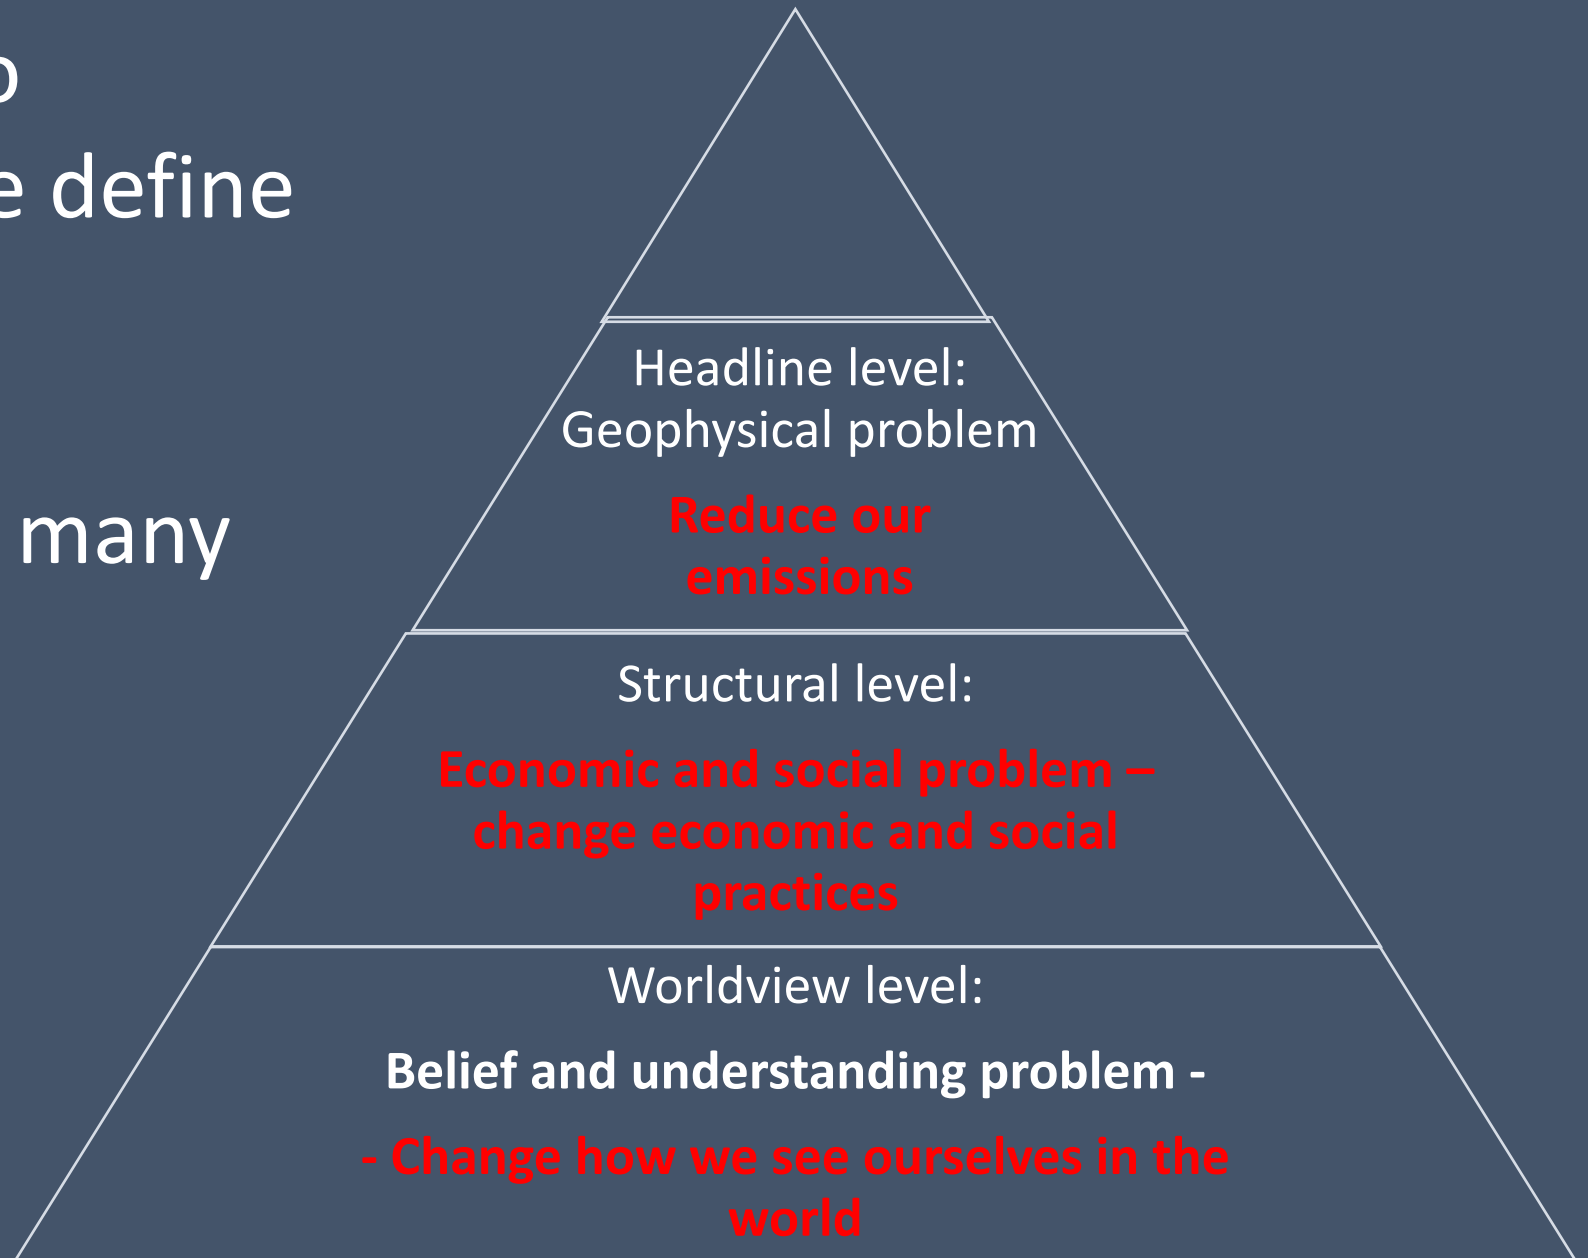 e define
many
Headline level:
Geophysical problem
Reduce our
emissions
Structural level:
Economic and social problem –
change economic and social
practices
Worldview level:
Belief and understanding problem -
- Change how we see ourselves in the
world